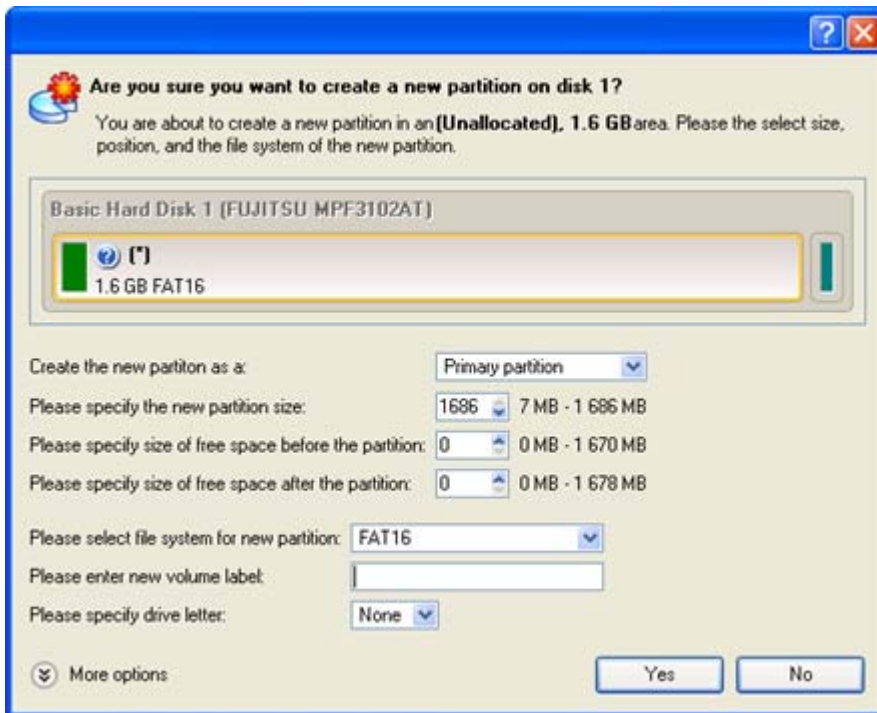 Are you sure you want to create a new partition on disk 1?
You are about to create a new partition in an (Unallocated), 1.6 GB area. Please the select size,
position, and the file system of the new partition.
Basic Hard Disk 1 (FUJITSU MPF3102AT)
(*)
1.6 GB FAT16
Create the new partiton as a: Primary partition
Please specify the new partition size: 1686 7 MB - 1 686 MB
Please specify size of free space before the partition: 0 0 MB - 1 670 MB
Please specify size of free space after the partition: 0 0 MB - 1 678 MB
Please select file system for new partition: FAT16
Please enter new volume label:
Please specify drive letter: None
More options Yes No